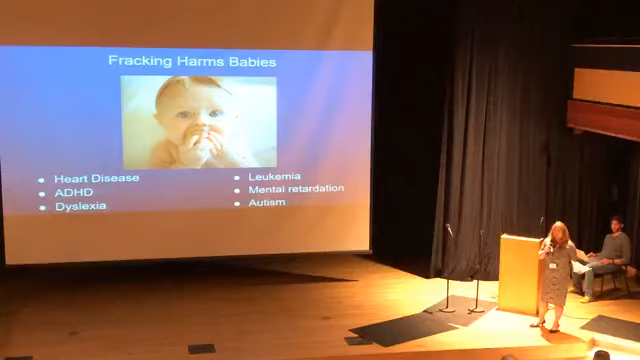 Fracking Harms Babies
• Heart Disease
• ADHD
• Dyslexia
• Leukemia
• Mental retardation
• Autism